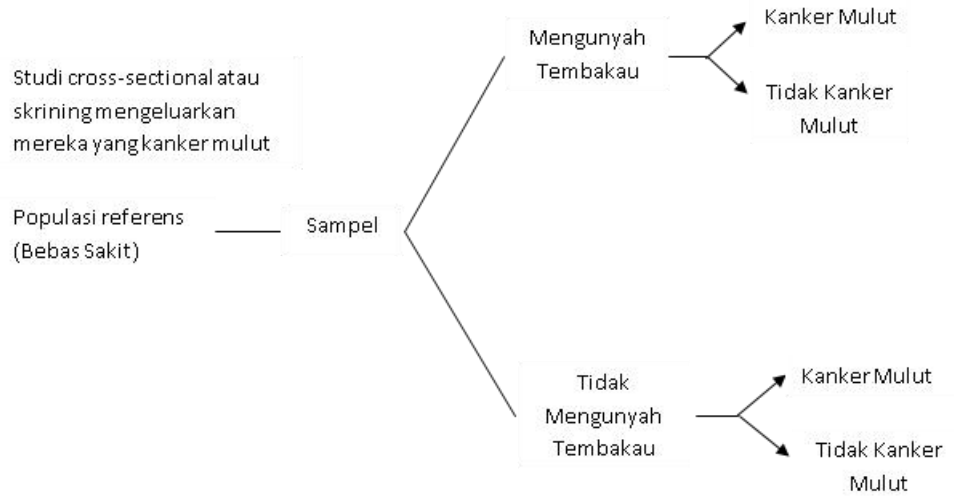 Studi cross-sectional atau
skrining mengeluarkan
mereka yang kanker mulut
Populasi referens
(Bebas Sakit)
Sampel
Mengunyah
Tembakau
Kanker Mulut
Tidak Kanker
Mulut
Tidak
Mengunyah
Tembakau
Kanker Mulut
Tidak Kanker
Mulut